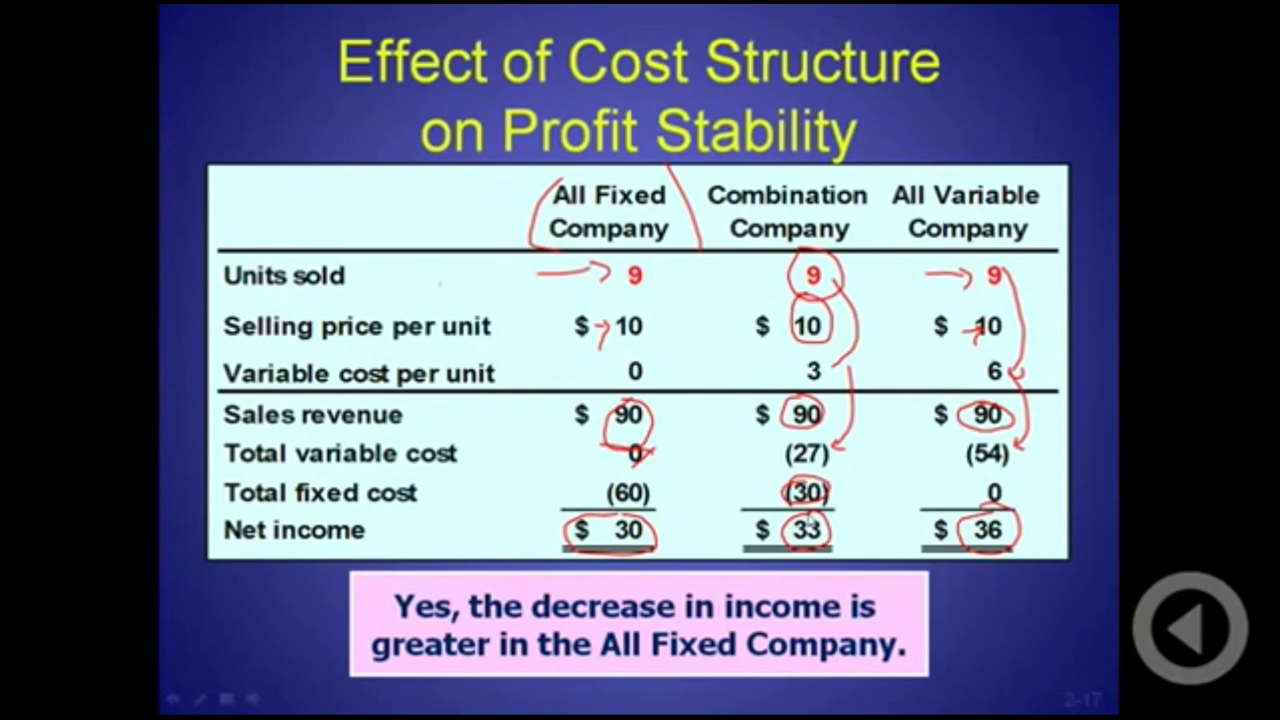 Effect of Cost Structure
on Profit Stability
All Fixed Combination All Variable
Company Company Company
Units sold 9 9 9
Selling price per unit $ 10 $ 10 $ 10
Variable cost per unit 0 3 6
Sales revenue $ 90 $ 90 $ 90
Total variable cost 0 (27) (54)
Total fixed cost (60) (30) 0
Net income $ 30 $ 33 $ 36
Yes, the decrease in income is
greater in the All Fixed Company.
2-17